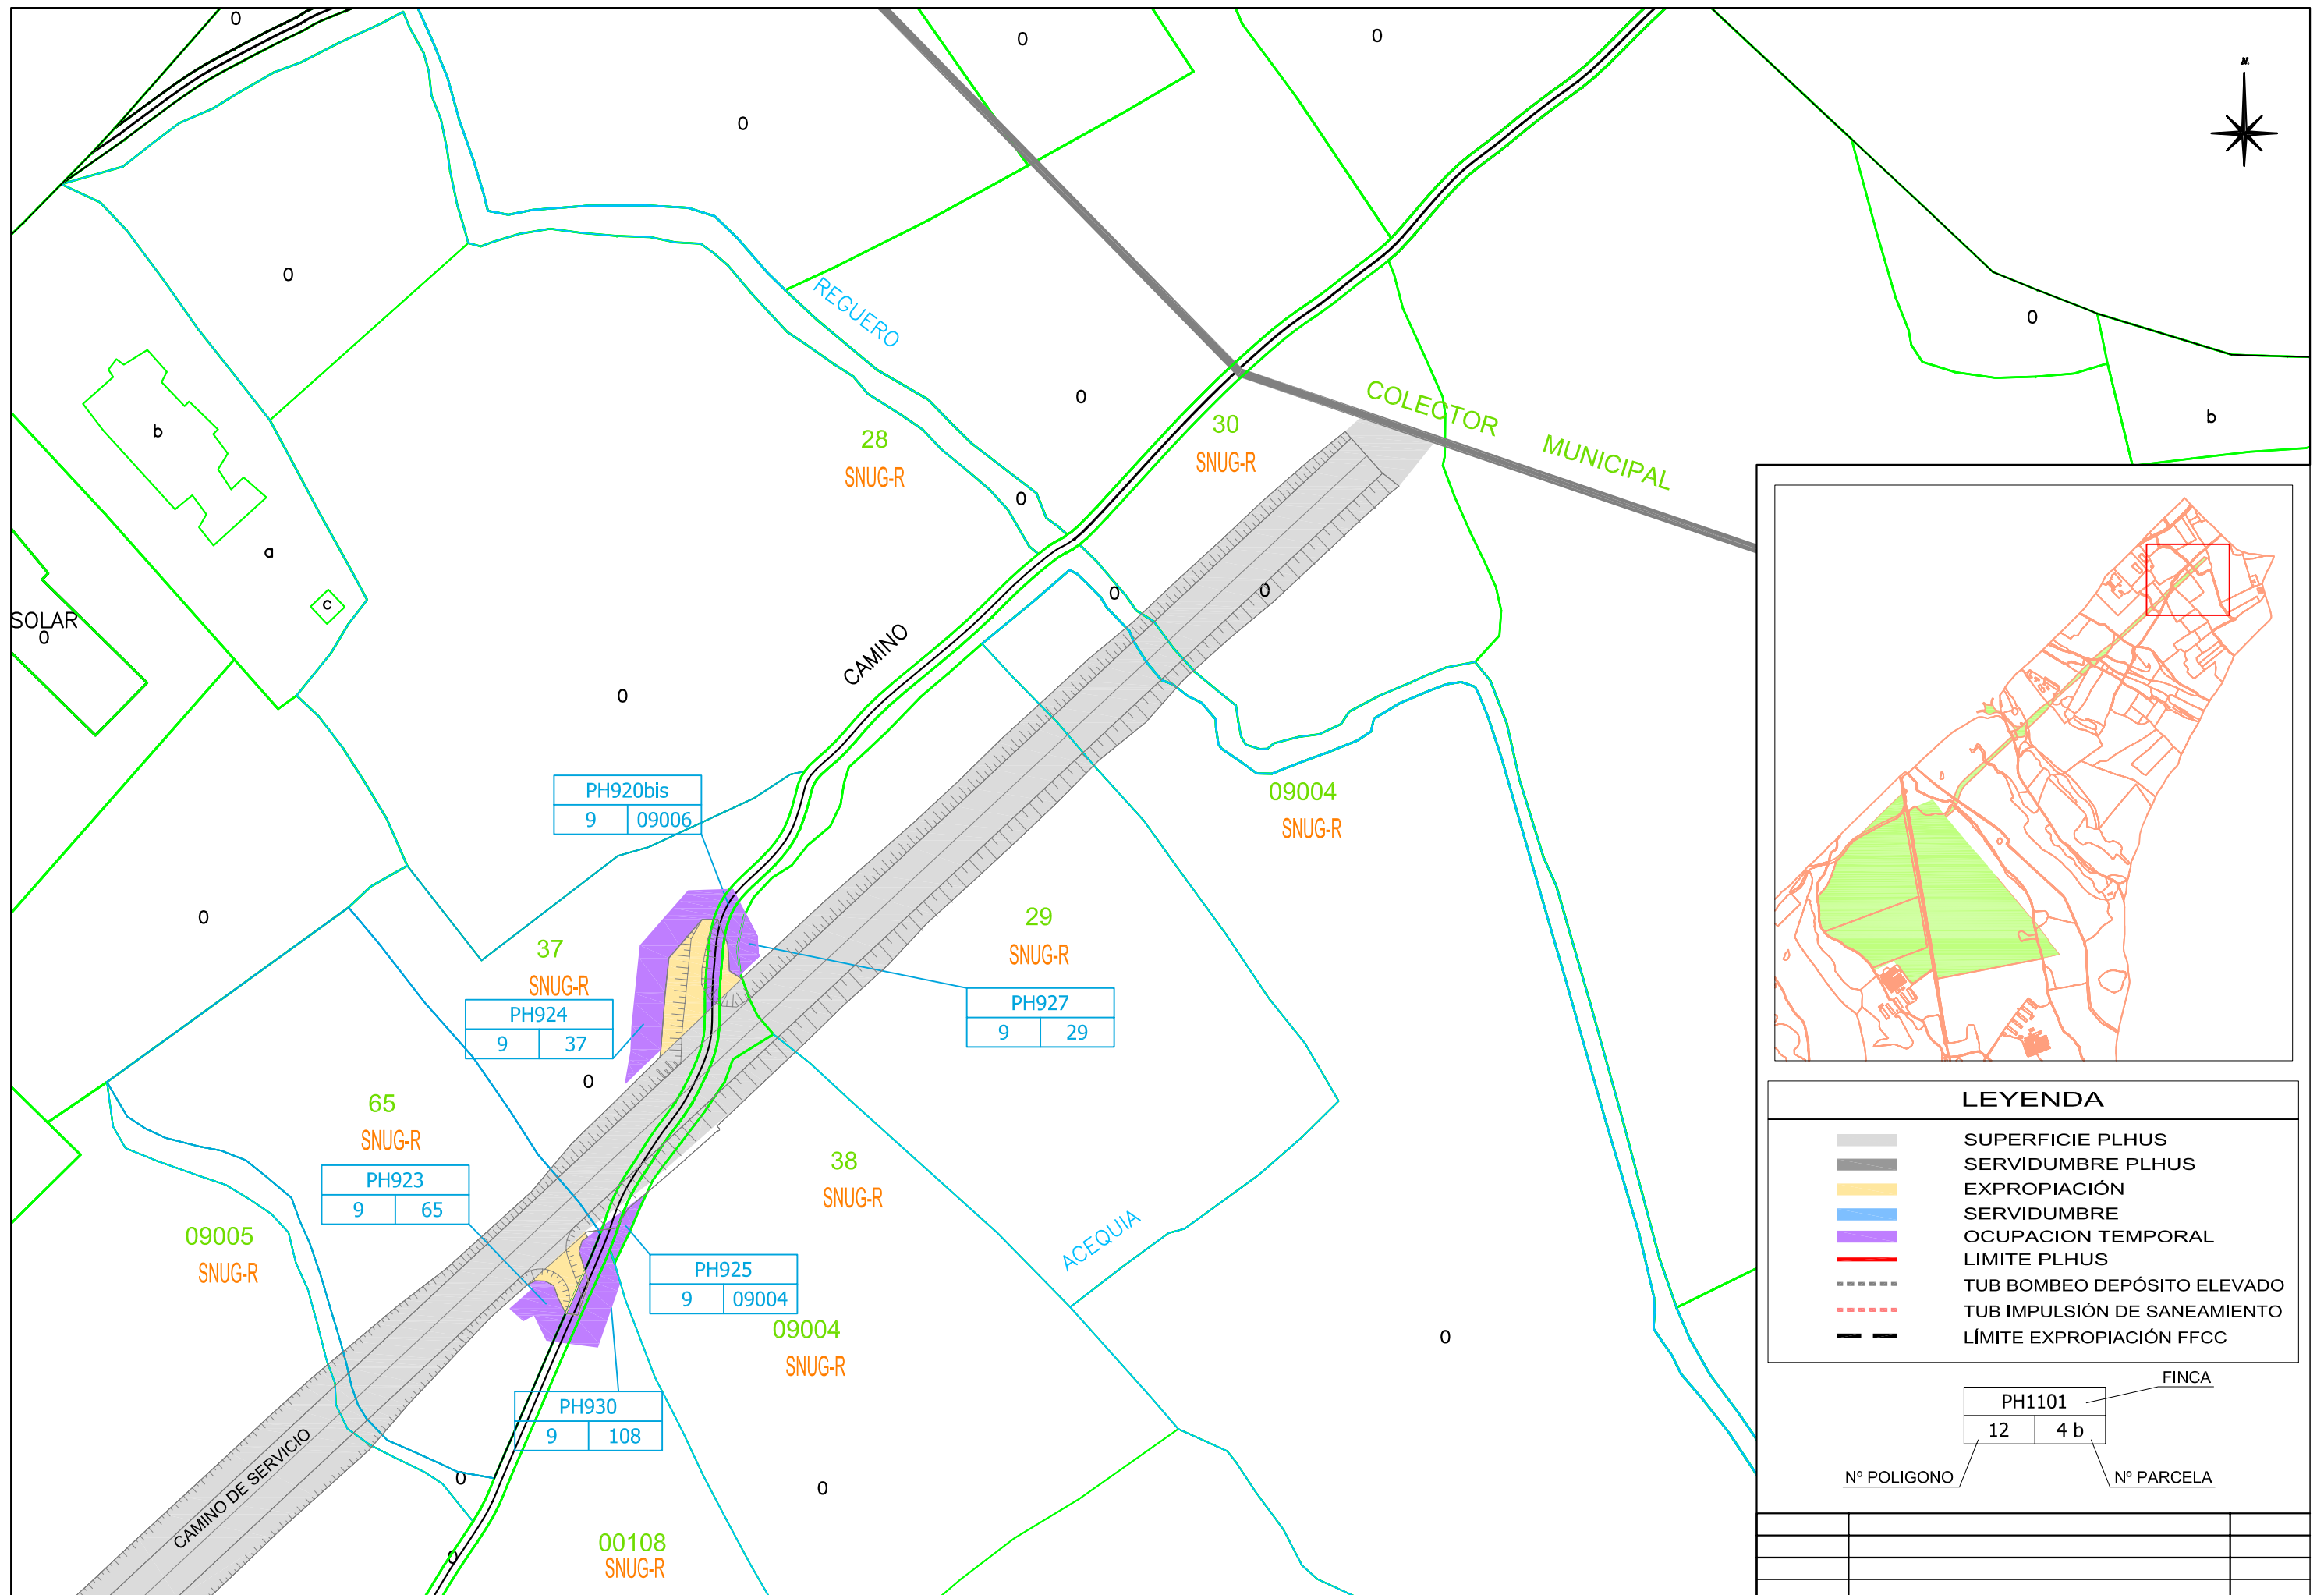 0
0
0
N.
0
0
0
b
REGUERO
COLECTOR MUNICIPAL
0
30
SNUG-R
28
SNUG-R
0
b
a
c
SOLAR
0
0
0
CAMINO
0
09004
SNUG-R
PH920bis
9 09006
0
37
SNUG-R
29
SNUG-R
PH924
9 37
PH927
9 29
0
65
SNUG-R
38
SNUG-R
PH923
9 65
09005
SNUG-R
ACEQUIA
PH925
9 09004
09004
SNUG-R
0
PH930
9 108
CAMINO DE SERVICIO
0
0
0
00108
SNUG-R
LEYENDA
SUPERFICIE PLHUS
SERVIDUMBRE PLHUS
EXPROPIACIÓN
SERVIDUMBRE
OCUPACION TEMPORAL
LIMITE PLHUS
TUB BOMBEO DEPÓSITO ELEVADO
TUB IMPULSIÓN DE SANEAMIENTO
LÍMITE EXPROPIACIÓN FFCC
FINCA
PH1101
12 4 b
Nº POLIGONO
Nº PARCELA